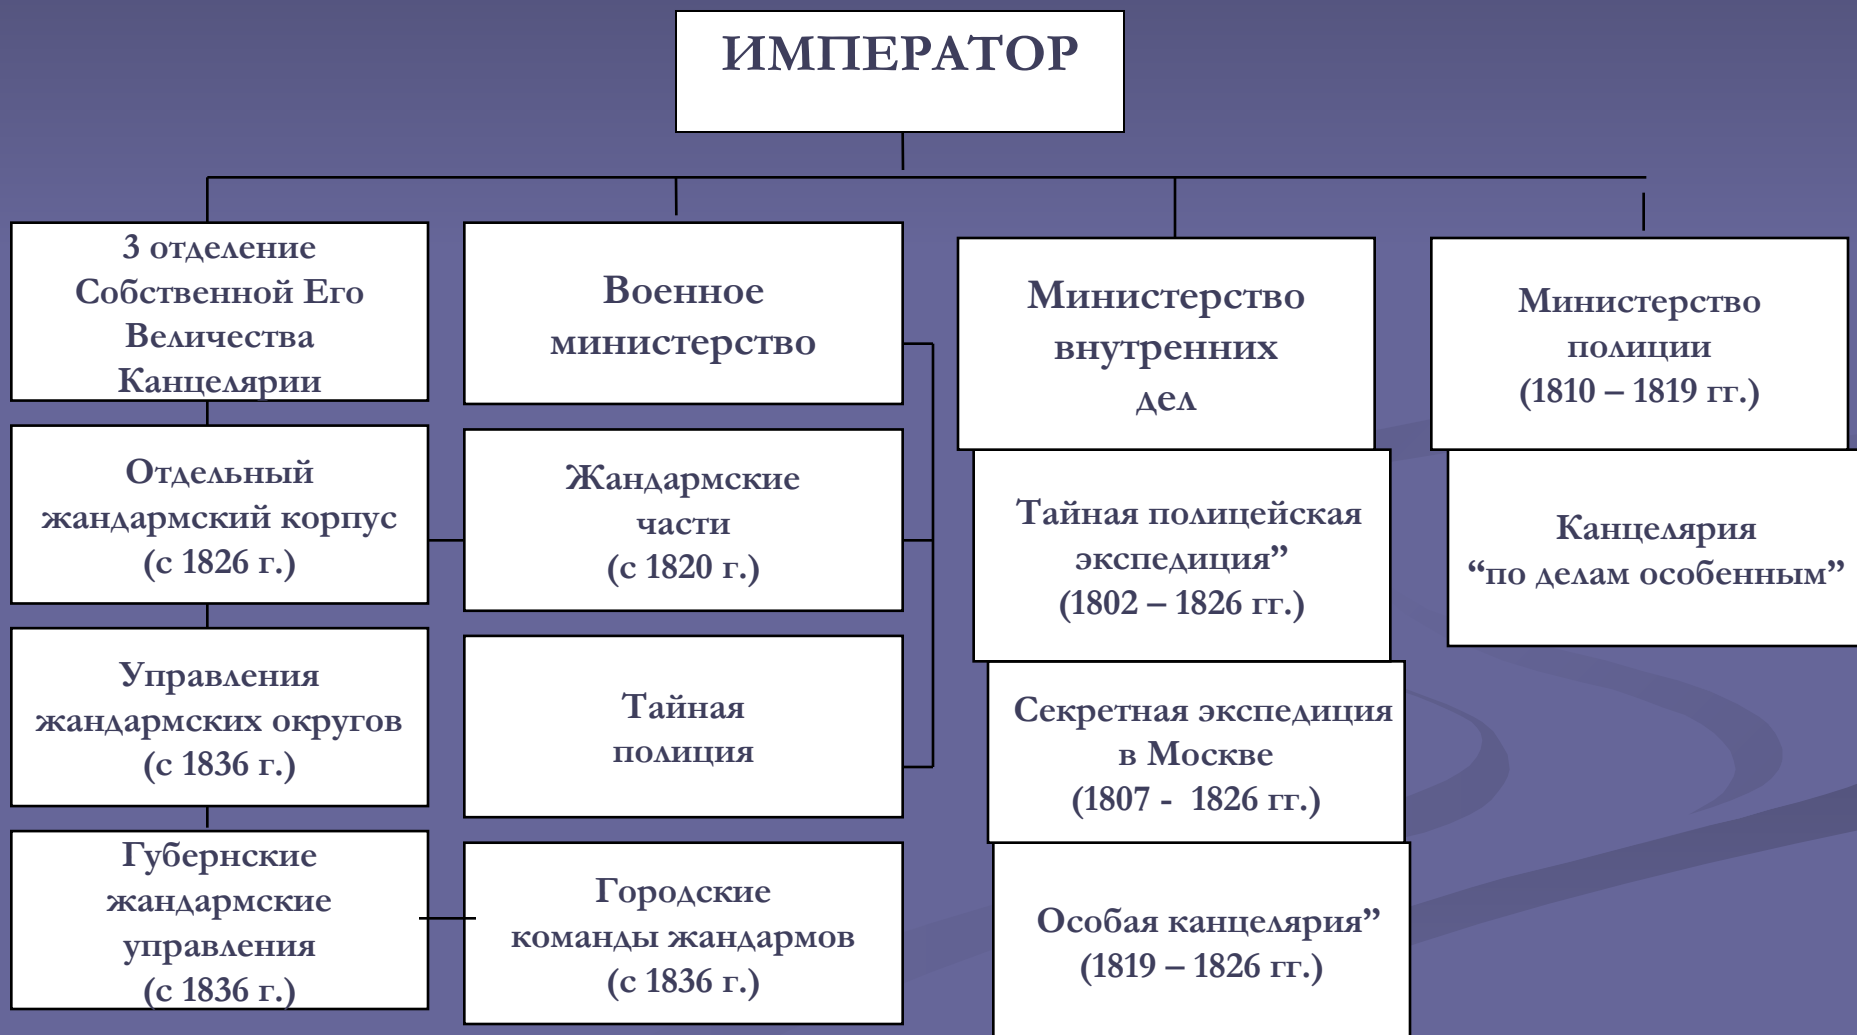 ИМПЕРАТОР
3 отделение
Собственной Его
Величества
Канцелярии
Военное
министерство
Министерство
внутренних
дел
Министерство
полиции
(1810 – 1819 гг.)
Отдельный
жандармский корпус
(с 1826 г.)
Жандармские
части
(с 1820 г.)
Тайная полицейская
экспедиция”
(1802 – 1826 гг.)
Канцелярия
“по делам особенным”
Управления
жандармских округов
(с 1836 г.)
Тайная
полиция
Секретная экспедиция
в Москве
(1807 - 1826 гг.)
Губернские
жандармские
управления
(с 1836 г.)
Городские
команды жандармов
(с 1836 г.)
Особая канцелярия”
(1819 – 1826 гг.)